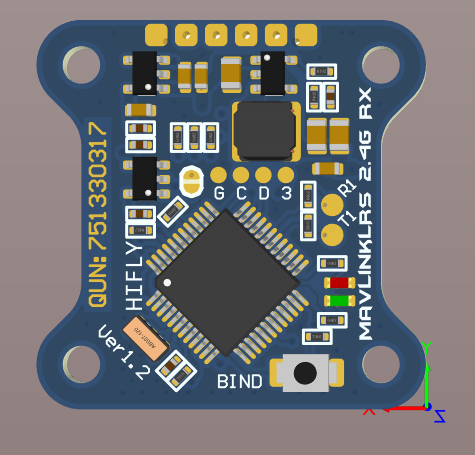 G C D 3
R1
T1
QUN:751330317
HIFLY
MAVLINKLRS 2.4G RX
Ver1.2
BIND
Y
X
Z